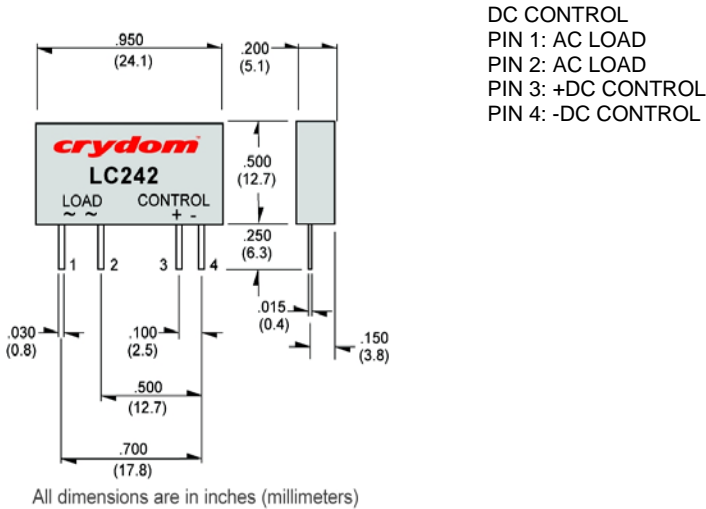 DC CONTROL
PIN 1: AC LOAD
PIN 2: AC LOAD
PIN 3: +DC CONTROL
PIN 4: -DC CONTROL
.950
(24.1)
.200
(5.1)
crydom
LC242
LOAD CONTROL
~ ~ + -
.500
(12.7)
.250
(6.3)
1 2 3 4
.015
(0.4)
.030
(0.8)
.100
(2.5)
.150
(3.8)
.500
(12.7)
.700
(17.8)
All dimensions are in inches (millimeters)